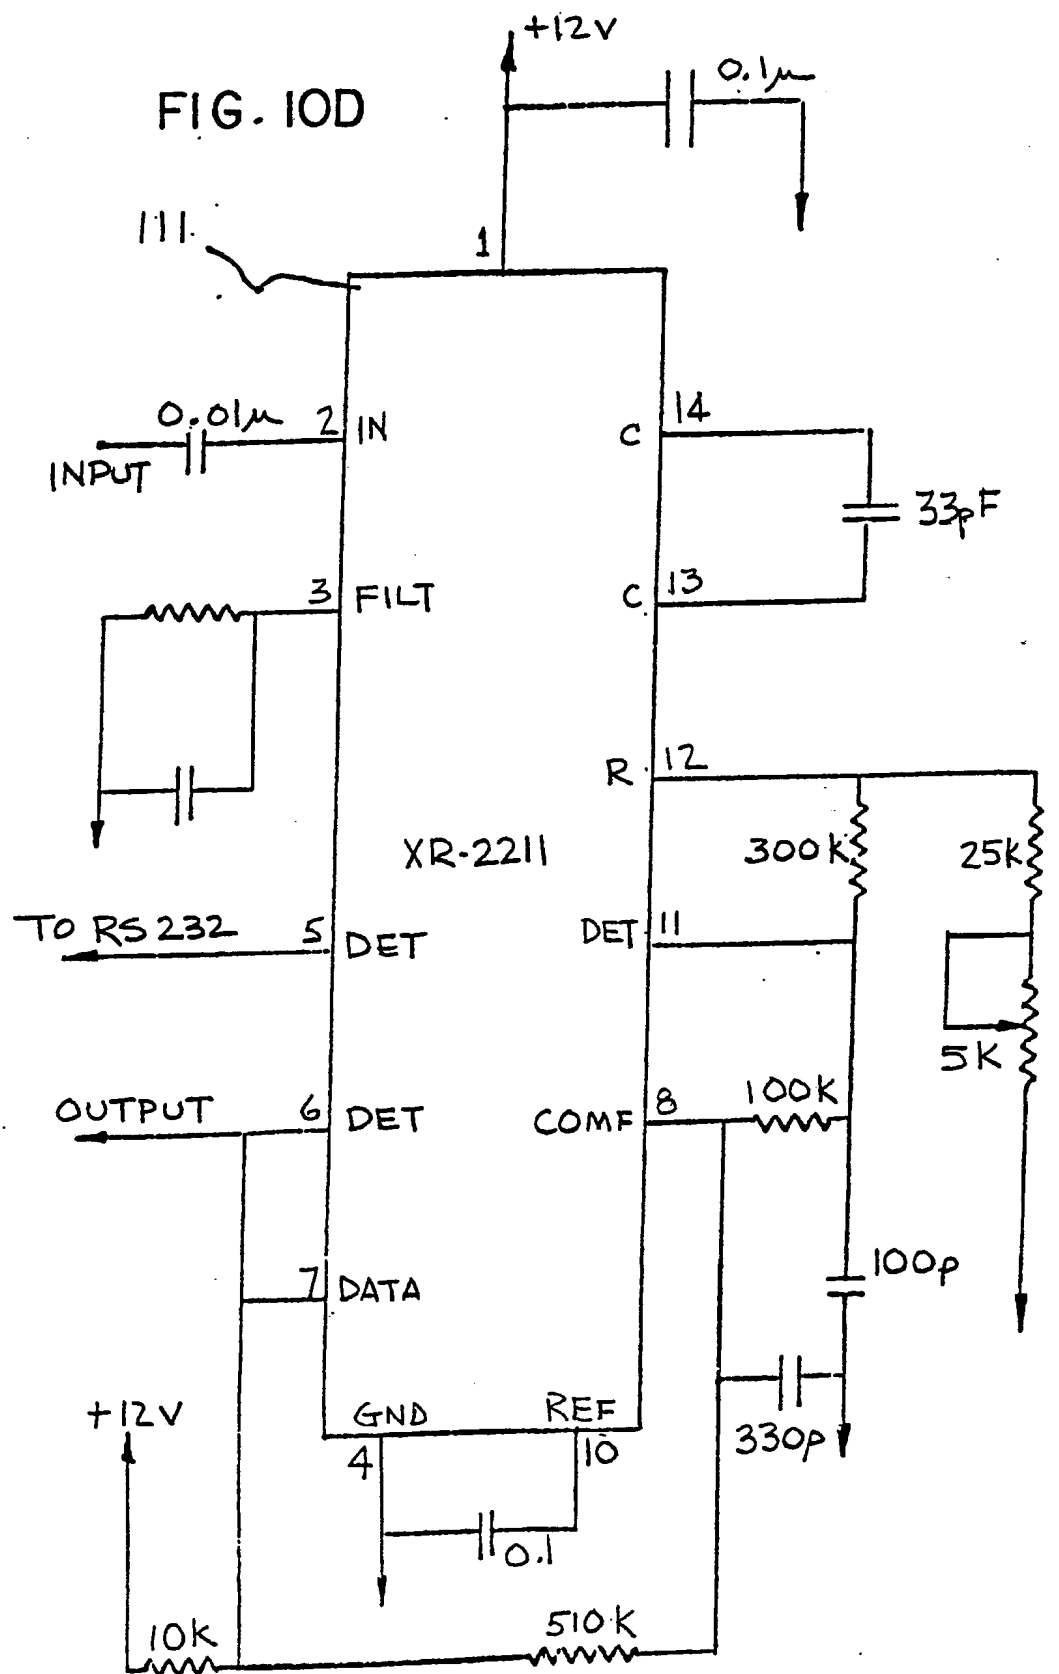 +12V
0.1μ
FIG. 10D
111.
1
0.01μ
2 IN
INPUT
C 14
33pF
3 FILT
C 13
R 12
XR-2211
300K
25K
TO RS 232
5 DET
DET 11
5K
OUTPUT
6 DET
COMF 8
100K
7 DATA
100p
+12V
GND
REF
4
10
330p
0.1
10K
510K